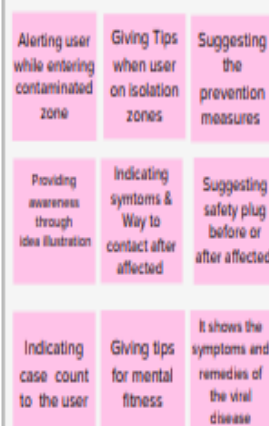 Alerting user
while entering
contaminated
zone
Giving Tips
when user
on isolation
zones
Suggesting
the
prevention
measures
Providing
awareness
through
idea illustration
Indicating
symtoms &
Way to
contact after
affected
Suggesting
safety plug
before or
after affected
Indicating
case count
to the user
Giving tips
for mental
fitness
It shows the
symptoms and
remedies of
the viral
disease